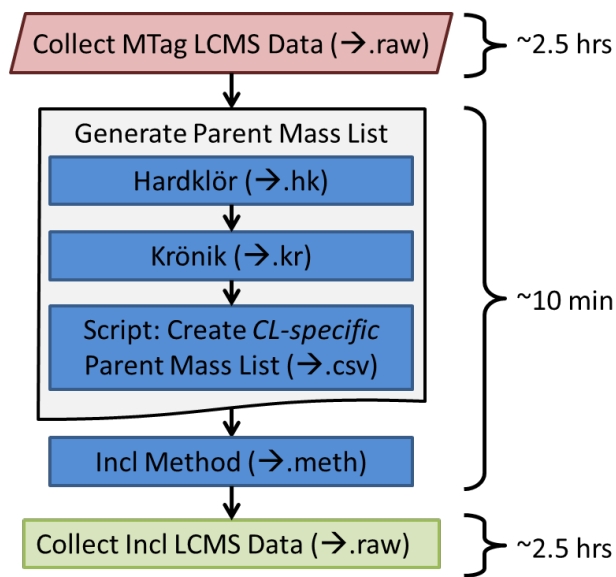 Collect MTag LCMS Data (→.raw)
~2.5 hrs
Generate Parent Mass List
Hardklör (→.hk)
Krönik (→.kr)
Script: Create CL-specific
Parent Mass List (→.csv)
~10 min
Incl Method (→.meth)
Collect Incl LCMS Data (→.raw)
~2.5 hrs